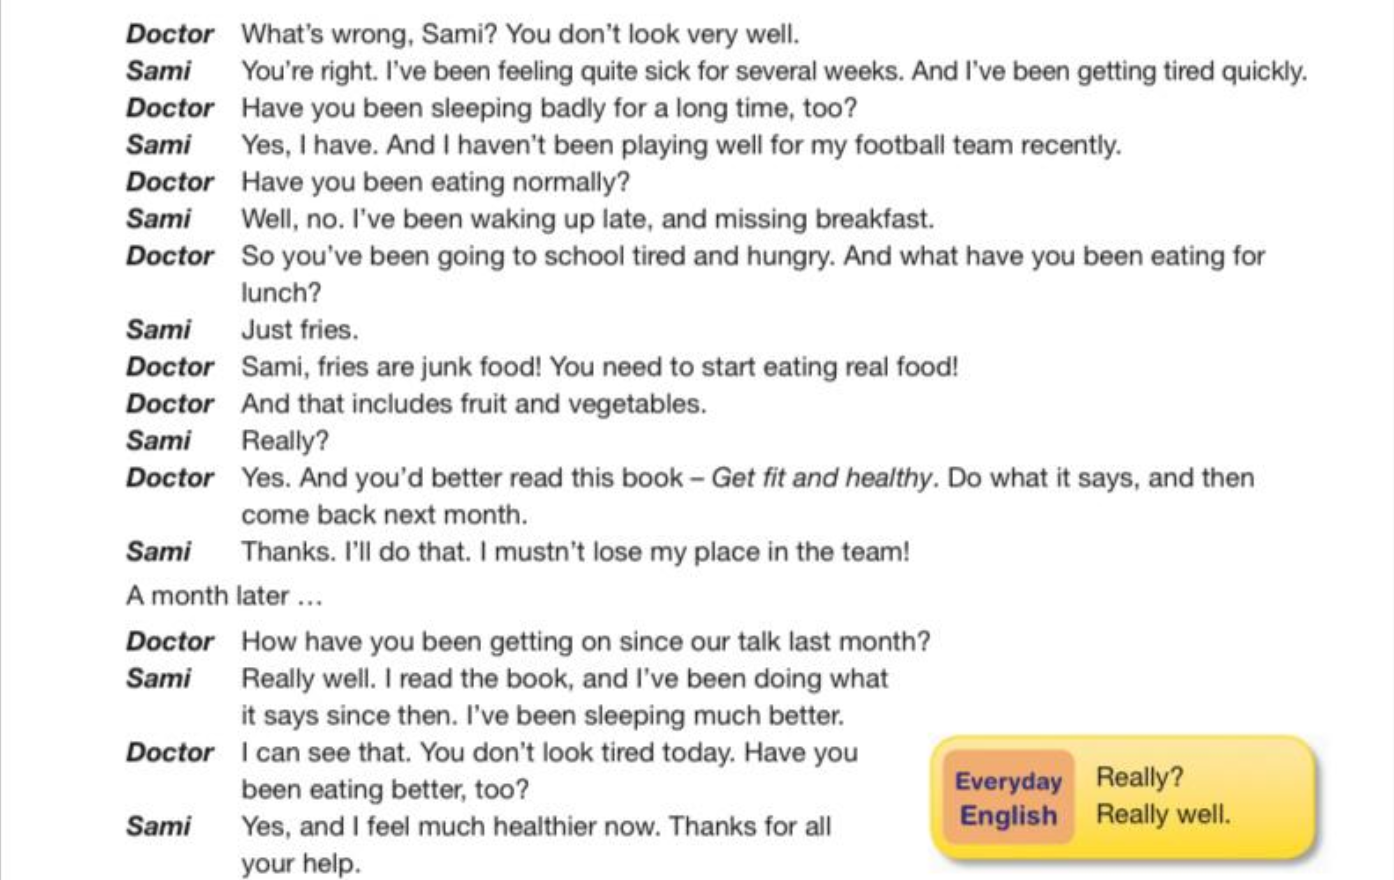 Doctor What's wrong, Sami? You don't look very well.
Sami You're right. I've been feeling quite sick for several weeks. And I've been getting tired quickly.
Doctor Have you been sleeping badly for a long time, too?
Sami Yes, I have. And I haven't been playing well for my football team recently.
Doctor Have you been eating normally?
Sami Well, no. I've been waking up late, and missing breakfast.
Doctor So you've been going to school tired and hungry. And what have you been eating for
lunch?
Sami Just fries.
Doctor Sami, fries are junk food! You need to start eating real food!
Doctor And that includes fruit and vegetables.
Sami Really?
Doctor Yes. And you'd better read this book – Get fit and healthy. Do what it says, and then
come back next month.
Sami Thanks. I'll do that. I mustn't lose my place in the team!
A month later ...
Doctor How have you been getting on since our talk last month?
Sami Really well. I read the book, and I've been doing what
it says since then. I've been sleeping much better.
Doctor I can see that. You don't look tired today. Have you
been eating better, too?
Sami Yes, and I feel much healthier now. Thanks for all
your help.
Everyday
English
Really?
Really well.